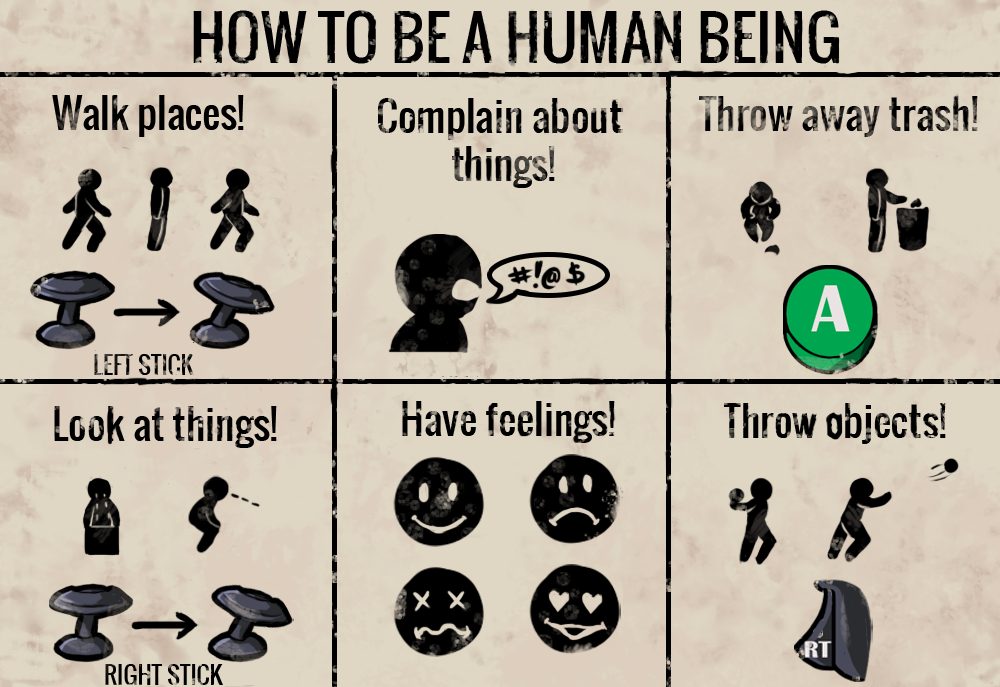 HOW TO BE A HUMAN BEING
Walk places!
LEFT STICK
Complain about
things!
#!@$
Throw away trash!
A
Look at things!
RIGHT STICK
Have feelings!
Throw objects!
RT